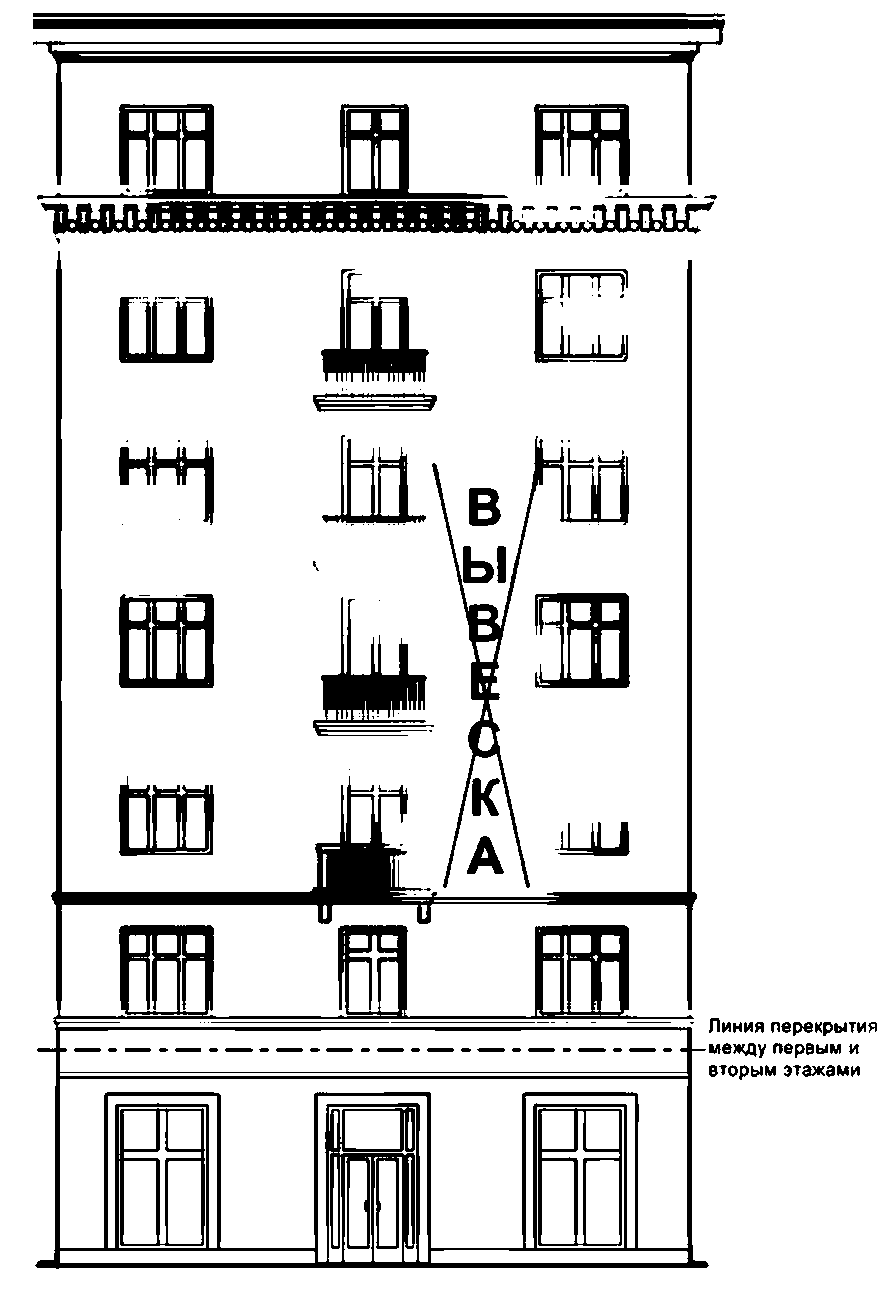 В
Ы
В
Е
С
К
А
Линия перекрытия
между первым и
вторым этажами